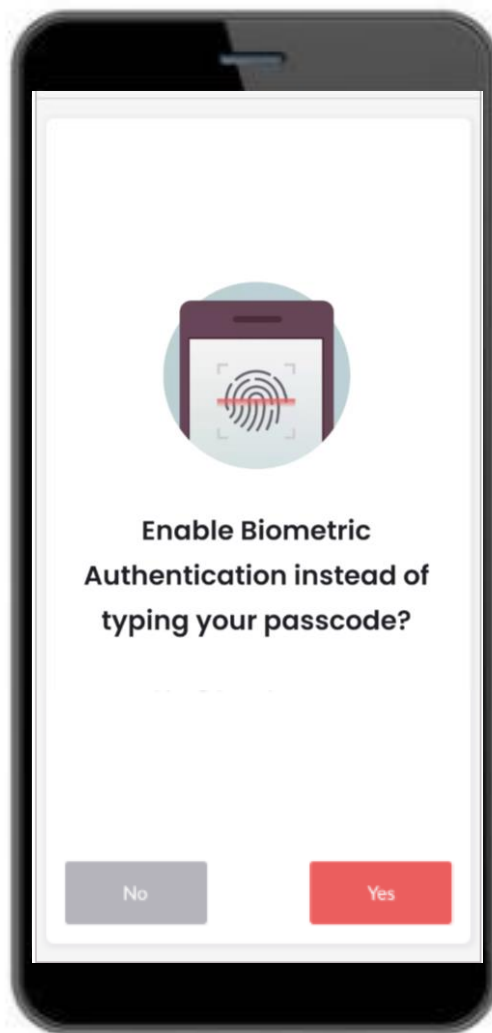 Enable Biometric
Authentication instead of
typing your passcode?
No
Yes